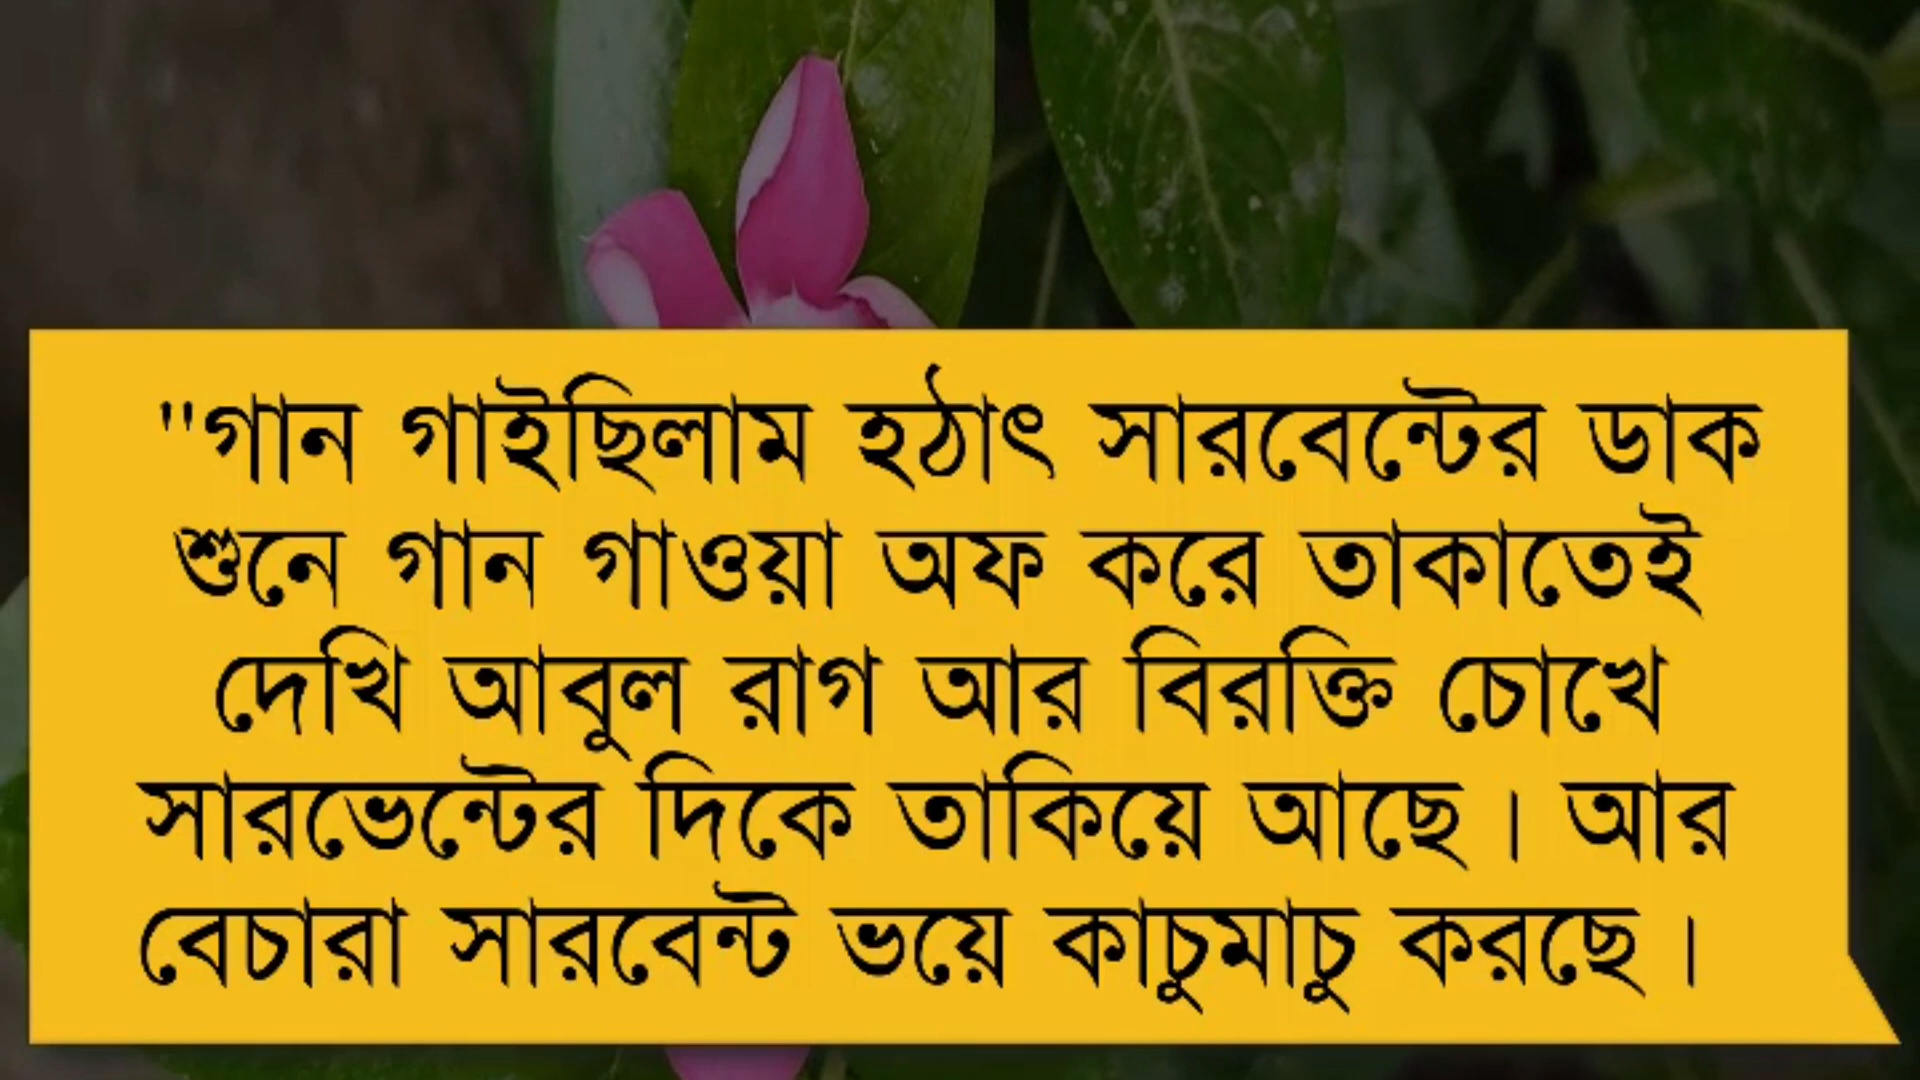 ''গান গাইছিলাম হঠাৎ সারবেন্টের ডাক
শুনে গান গাওয়া অফ করে তাকাতেই
দেখি আবুল রাগ আর বিরক্তি চোখে
সারভেন্টের দিকে তাকিয়ে আছে। আর
বেচারা সারবেন্ট ভয়ে কাচুমাচু করছে।